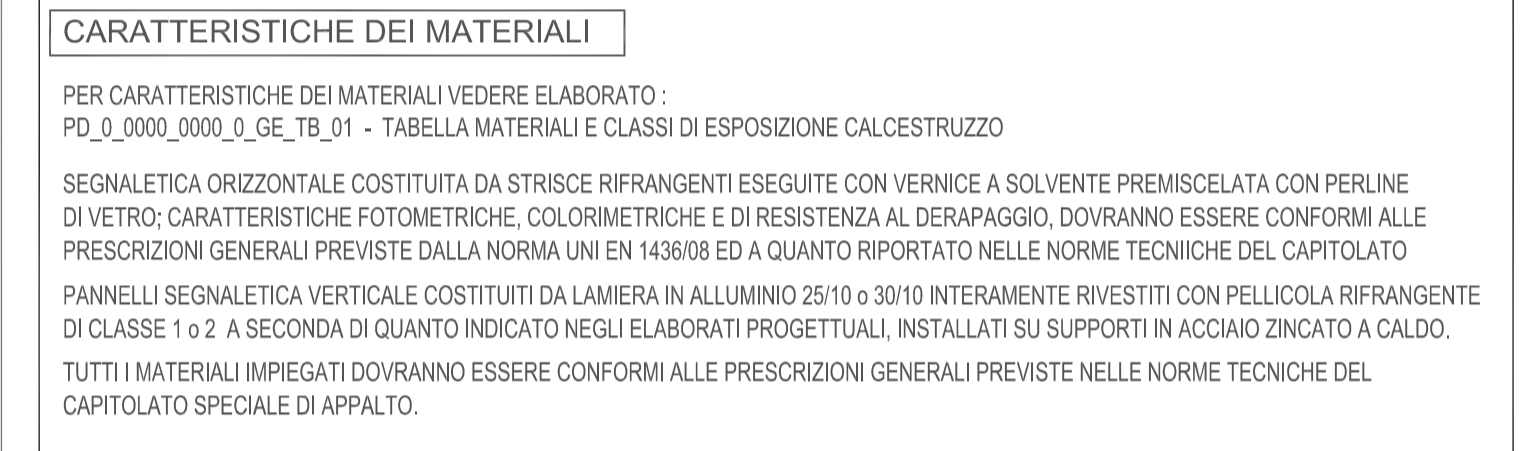 CARATTERISTICHE DEI MATERIALI
PER CARATTERISTICHE DEI MATERIALI VEDERE ELABORATO :
PD_0_0000_0000_0_GE_TB_01 - TABELLA MATERIALI E CLASSI DI ESPOSIZIONE CALCESTRUZZO
SEGNALETICA ORIZZONTALE COSTITUITA DA STRISCE RIFRANGENTI ESEGUITE CON VERNICE A SOLVENTE PREMISCELATA CON PERLINE
DI VETRO; CARATTERISTICHE FOTOMETRICHE, COLORIMETRICHE E DI RESISTENZA AL DERAPAGGIO, DOVRANNO ESSERE CONFORMI ALLE
PRESCRIZIONI GENERALI PREVISTE DALLA NORMA UNI EN 1436/08 ED A QUANTO RIPORTATO NELLE NORME TECNIICHE DEL CAPITOLATO
PANNELLI SEGNALETICA VERTICALE COSTITUITI DA LAMIERA IN ALLUMINIO 25/10 o 30/10 INTERAMENTE RIVESTITI CON PELLICOLA RIFRANGENTE
DI CLASSE 1 o 2 A SECONDA DI QUANTO INDICATO NEGLI ELABORATI PROGETTUALI, INSTALLATI SU SUPPORTI IN ACCIAIO ZINCATO A CALDO.
TUTTI I MATERIALI IMPIEGATI DOVRANNO ESSERE CONFORMI ALLE PRESCRIZIONI GENERALI PREVISTE NELLE NORME TECNICHE DEL
CAPITOLATO SPECIALE DI APPALTO.